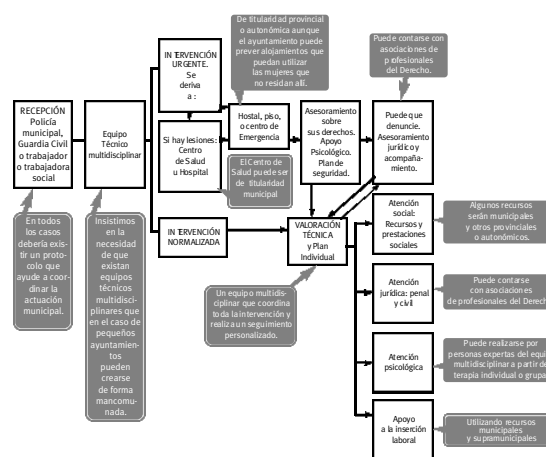 De titularidad provincial
o autonómica aunque
el ayuntamiento puede
prever alojamientos que
puedan utilizar
las mujeres que
no residan allí.
Puede contarse con
asociaciones de
profesionales
del Derecho.
INTERVENCIÓN
URGENTE.
Se
deriva
a :
RECEPCIÓN
Policía
municipal,
Guardia Civil
o trabajador
o trabajadora
social
Equipo
Técnico
multidisciplinar
Si hay lesiones:
Centro
de Salud
u Hospital
Hostal, piso,
o centro de
Emergencia
Asesoramiento
sobre
sus derechos.
Apoyo
Psicológico.
Plan de
seguridad.
Puede que
denuncie.
Asesoramiento
jurídico y
acompaña-
miento.
El Centro de
Salud puede ser
de titularidad
municipal
INTERVENCIÓN
NORMALIZADA
VALORACIÓN
TÉCNICA
y Plan
Individual
Atención
social:
Recursos y
prestaciones
sociales
Algunos recursos
serán municipales
y otros provinciales
o autonómicos.
En todos
los casos
debería exis-
tir un proto-
colo que
ayude a coor-
dinar la
actuación
municipal.
Insistimos
en la
necesidad
de que
existan
equipos
técnicos
multidisci-
plinares que
en el caso de
pequeños
ayuntamien-
tos
pueden
crearse
de forma
mancomu-
nada.
Un equipo multidis-
ciplinar que coordina
toda la intervención y
realiza un seguimiento
personalizado.
Atención
jurídica: penal
y civil
Puede contarse
con asociaciones
de profesionales del Derech
Atención
psicológica
Puede realizarse por
personas expertas del equi
multidisciplinar a partir de
terapia individual o grupa
Apoyo
a la inserción
laboral
Utilizando recursos
municipales
y supramunicipales